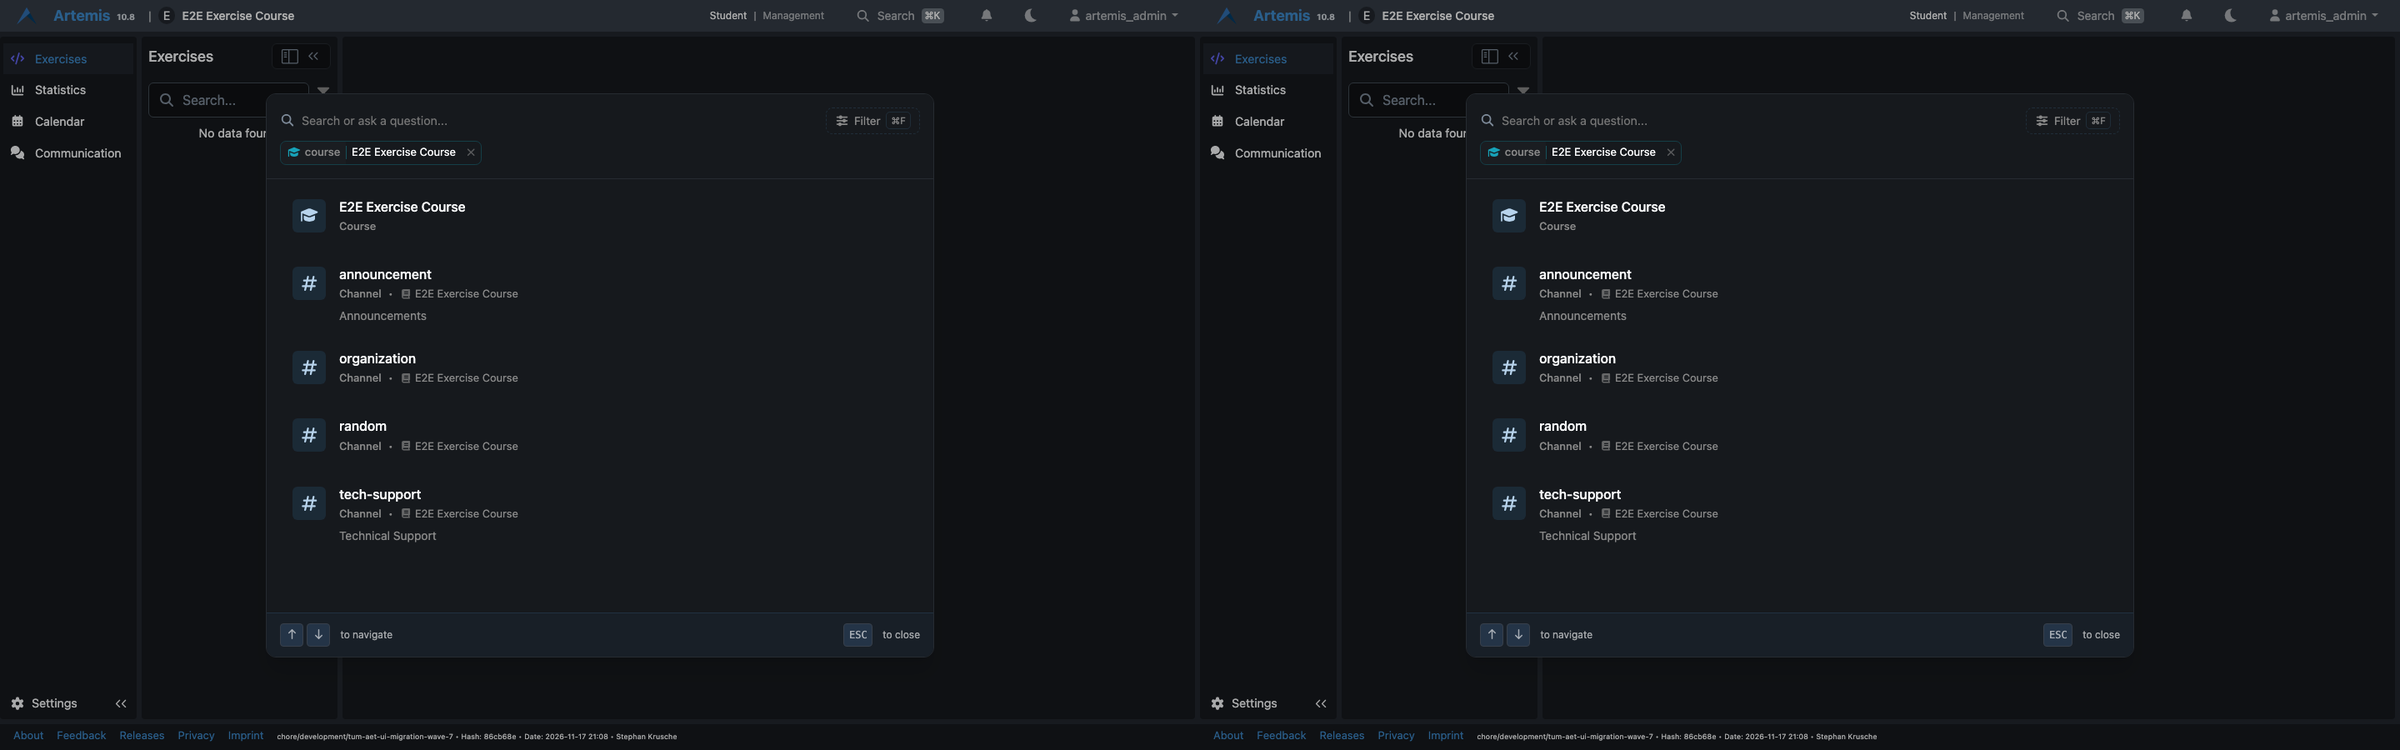 Artemis 10.8 | E E2E Exercise Course Student | Management Search ⌘K artemis_admin
Exercises
Statistics
Calendar
Communication
Exercises
Search...
No data four
Search or ask a question... Filter ⌘F
course | E2E Exercise Course ×
E2E Exercise Course
Course
announcement
Channel • E2E Exercise Course
Announcements
organization
Channel • E2E Exercise Course
random
Channel • E2E Exercise Course
tech-support
Channel • E2E Exercise Course
Technical Support
↑ ↓ to navigate ESC to close
Settings
About Feedback Releases Privacy Imprint chore/development/tum-aet-ui-migration-wave-7 • Hash: 86cb68e • Date: 2026-11-17 21:08 • Stephan Krusche
Artemis 10.8 | E E2E Exercise Course Student | Management Search ⌘K artemis_admin
Exercises
Statistics
Calendar
Communication
Exercises
Search...
No data four
Search or ask a question... Filter ⌘F
course | E2E Exercise Course ×
E2E Exercise Course
Course
announcement
Channel • E2E Exercise Course
Announcements
organization
Channel • E2E Exercise Course
random
Channel • E2E Exercise Course
tech-support
Channel • E2E Exercise Course
Technical Support
↑ ↓ to navigate ESC to close
Settings
About Feedback Releases Privacy Imprint chore/development/tum-aet-ui-migration-wave-7 • Hash: 86cb68e • Date: 2026-11-17 21:08 • Stephan Krusche